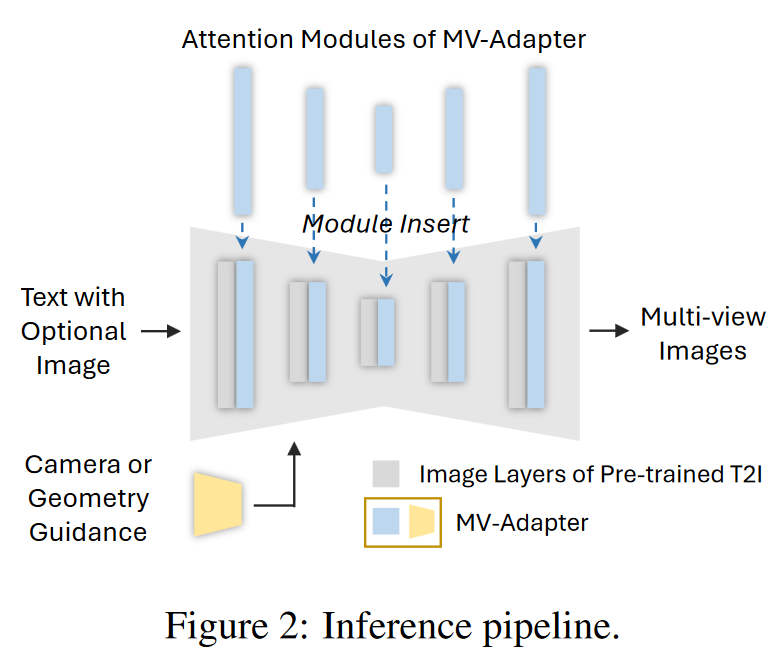 Attention Modules of MV-Adapter
Module Insert
Text with
Optional
Image
Multi-view
Images
Camera or
Geometry
Guidance
Image Layers of Pre-trained T2I
MV-Adapter
Figure 2: Inference pipeline.